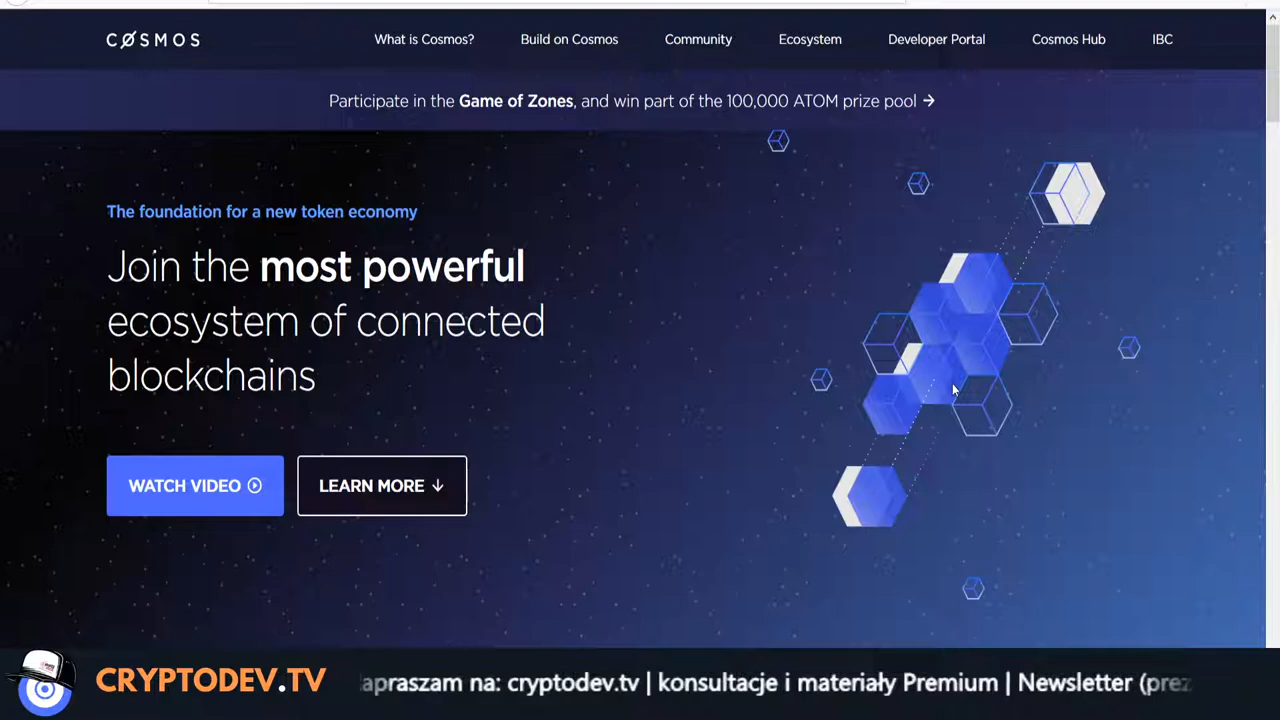 CØSMOS
What is Cosmos? Build on Cosmos Community Ecosystem Developer Portal Cosmos Hub IBC
Participate in the Game of Zones, and win part of the 100,000 ATOM prize pool →
The foundation for a new token economy
Join the most powerful
ecosystem of connected
blockchains
WATCH VIDEO
LEARN MORE ↓
CRYPTODEV.TV
apraszam na: cryptodev.tv | konsultacje i materiały Premium | Newsletter (prez